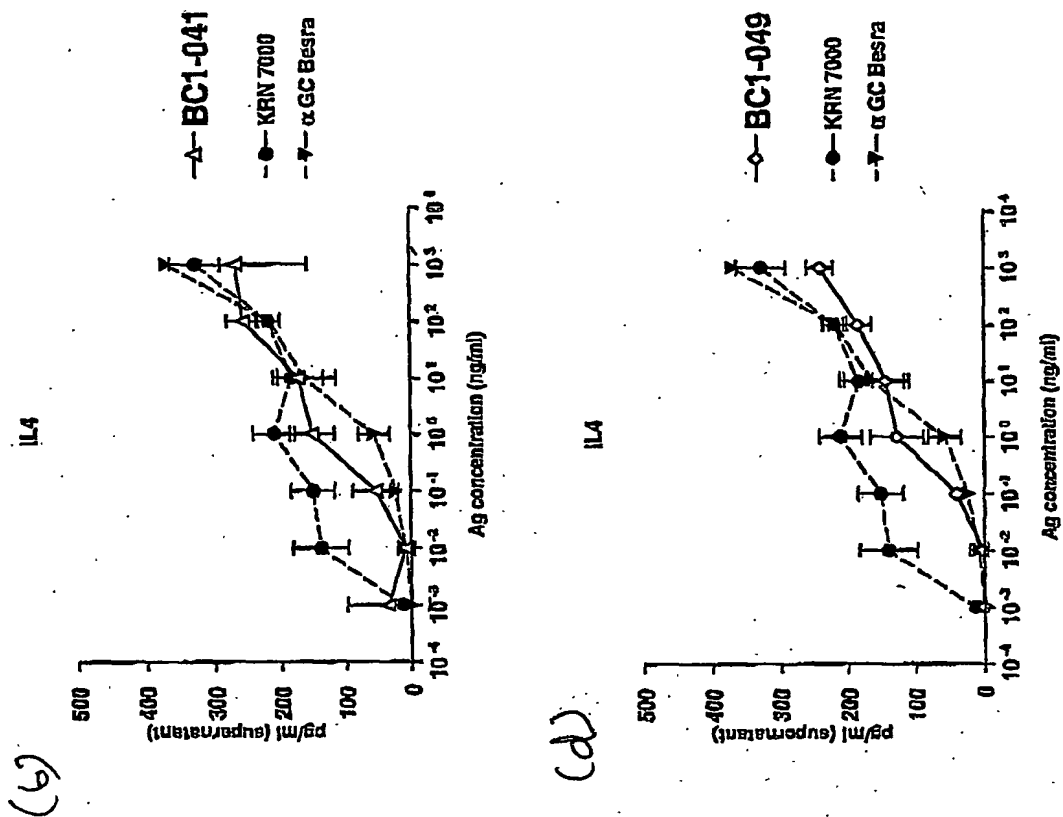 (b)
IL4
500
400
300
200
100
0
pg/ml (supernatant)
10⁻⁴ 10⁻³ 10⁻² 10⁻¹ 10⁰ 10¹ 10² 10³ 10⁴
Ag concentration (ng/ml)
BC1-041
KRN 7000
α GC Besra
(d)
IL4
500
400
300
200
100
0
pg/ml (supernatant)
10⁻⁴ 10⁻³ 10⁻² 10⁻¹ 10⁰ 10¹ 10² 10³ 10⁴
Ag concentration (ng/ml)
BC1-049
KRN 7000
α GC Besra